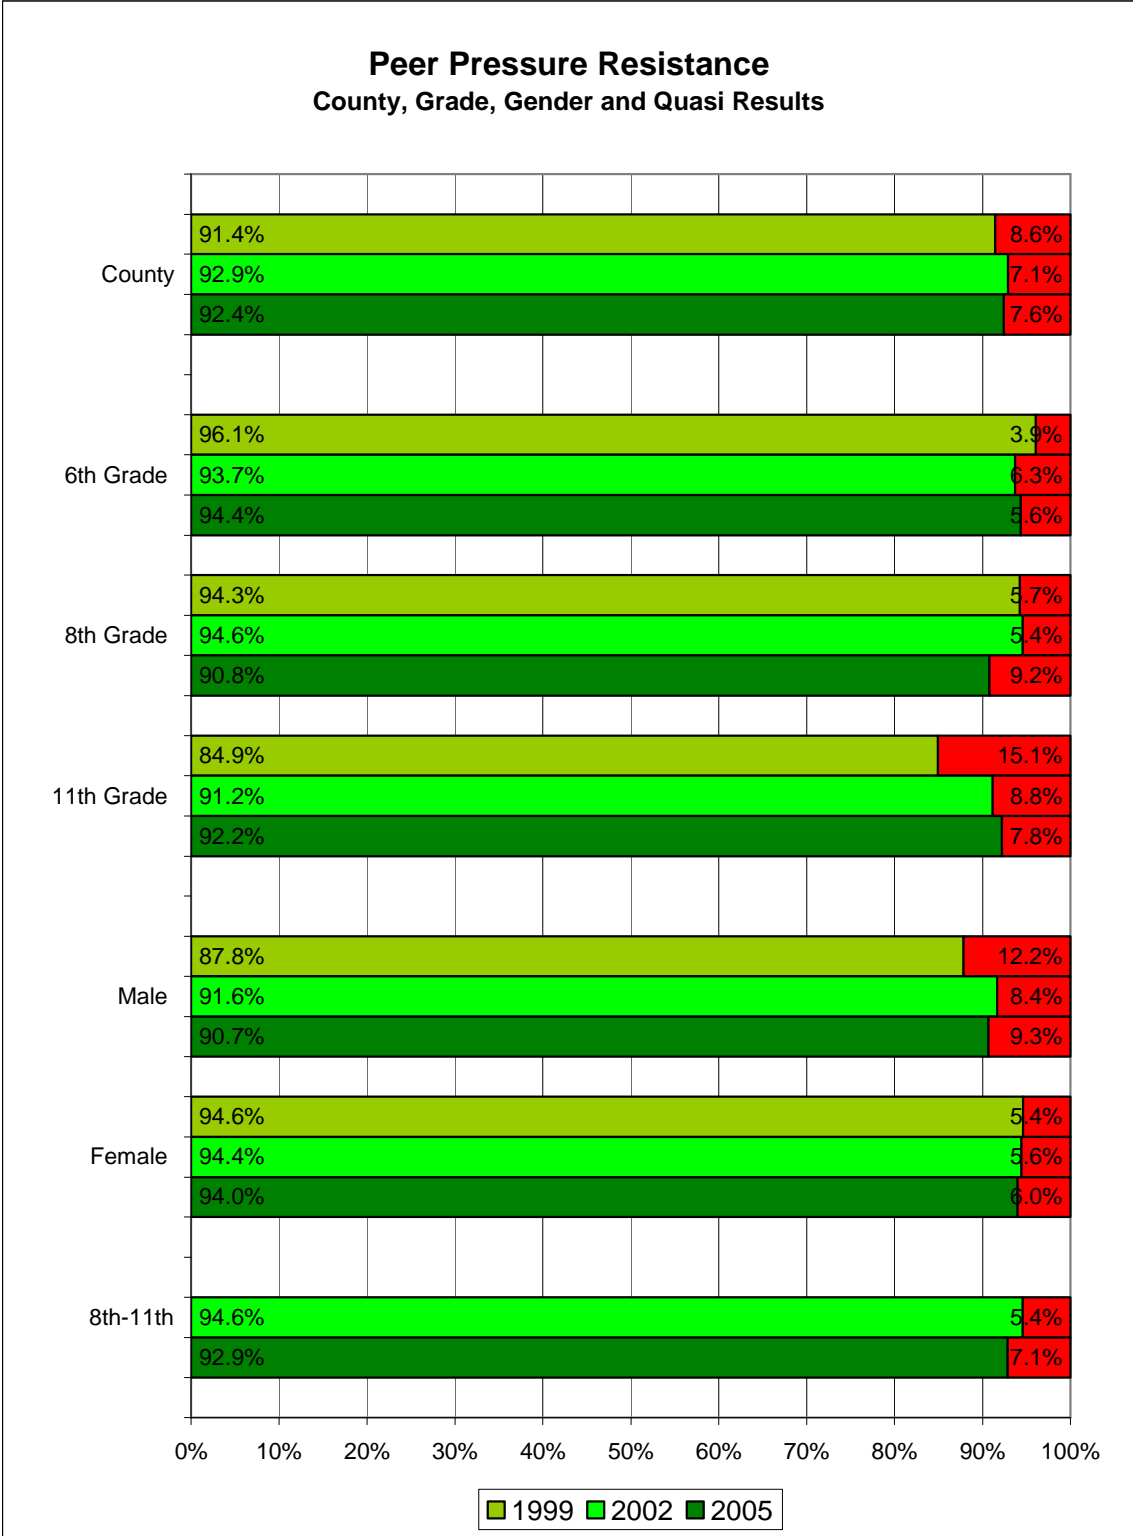 Peer Pressure Resistance
County, Grade, Gender and Quasi Results
91.4% 8.6%
County 92.9% 7.1%
92.4% 7.6%
96.1% 3.9%
6th Grade 93.7% 6.3%
94.4% 5.6%
94.3% 5.7%
8th Grade 94.6% 5.4%
90.8% 9.2%
84.9% 15.1%
11th Grade 91.2% 8.8%
92.2% 7.8%
87.8% 12.2%
Male 91.6% 8.4%
90.7% 9.3%
94.6% 5.4%
Female 94.4% 5.6%
94.0% 6.0%
8th-11th 94.6% 5.4%
92.9% 7.1%
0% 10% 20% 30% 40% 50% 60% 70% 80% 90% 100%
1999 2002 2005